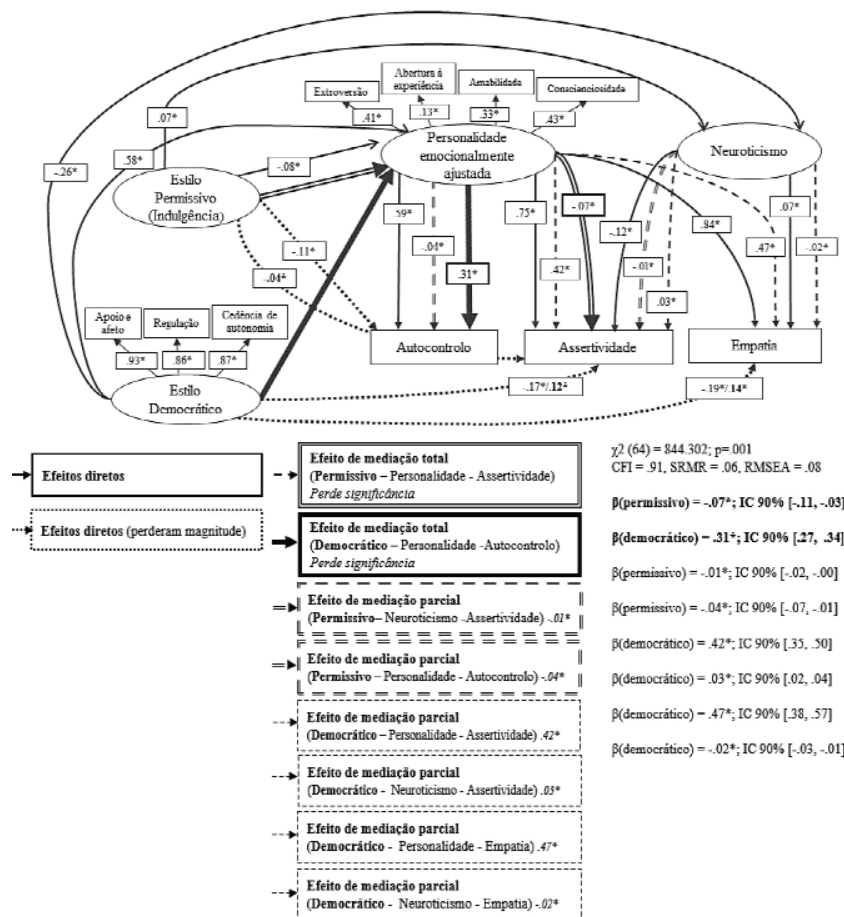 Extroversão
Abertura à
experiência
Amabilidade
Conscienciosidade
.41*
.13*
.33*
.43*
.07*
.58*
-.26*
-.08*
Personalidade
emocionalmente
ajustada
Neuroticismo
Estilo
Permissivo
(Indulgência)
-.11*
-.04*
.59*
-.04*
.31*
.75*
.42*
-.07*
-.12*
-.01*
.03*
.84*
.47*
.07*
-.02*
Apoio e
afeto
Regulação
Cedência de
autonomia
.93*
.86*
.87*
Estilo
Democrático
Autocontrolo
Assertividade
Empatia
-.17*/.12*
-.19*/.14*
Efeitos diretos
Efeitos diretos (perderam magnitude)
Efeito de mediação total
(Permissivo – Personalidade - Assertividade)
Perde significância
Efeito de mediação total
(Democrático – Personalidade -Autocontrolo)
Perde significância
Efeito de mediação parcial
(Permissivo– Neuroticismo -Assertividade) -.01*
Efeito de mediação parcial
(Permissivo – Personalidade - Autocontrolo) -.04*
Efeito de mediação parcial
(Democrático – Personalidade - Assertividade) .42*
Efeito de mediação parcial
(Democrático - Neuroticismo - Assertividade) .03*
Efeito de mediação parcial
(Democrático - Personalidade - Empatia) .47*
Efeito de mediação parcial
(Democrático - Neuroticismo - Empatia) -.02*
χ2 (64) = 844.302; p=.001
CFI = .91, SRMR = .06, RMSEA = .08
β(permissivo) = -.07*; IC 90% [-.11, -.03]
β(democrático) = .31*; IC 90% [.27, .34]
β(permissivo) = -.01*; IC 90% [-.02, -.00]
β(permissivo) = -.04*; IC 90% [-.07, -.01]
β(democrático) = .42*; IC 90% [.35, .50]
β(democrático) = .03*; IC 90% [.02, .04]
β(democrático) = .47*; IC 90% [.38, .57]
β(democrático) = -.02*; IC 90% [-.03, -.01]